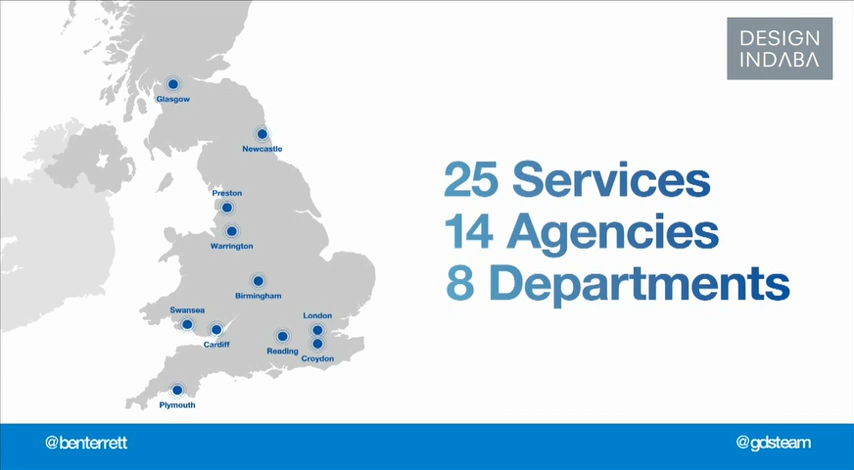 DESIGN
INDABA
Glasgow
Newcastle
Preston
Warrington
Birmingham
Swansea
Cardiff
London
Reading
Croydon
Plymouth
25 Services
14 Agencies
8 Departments
@benterrett
@gdsteam